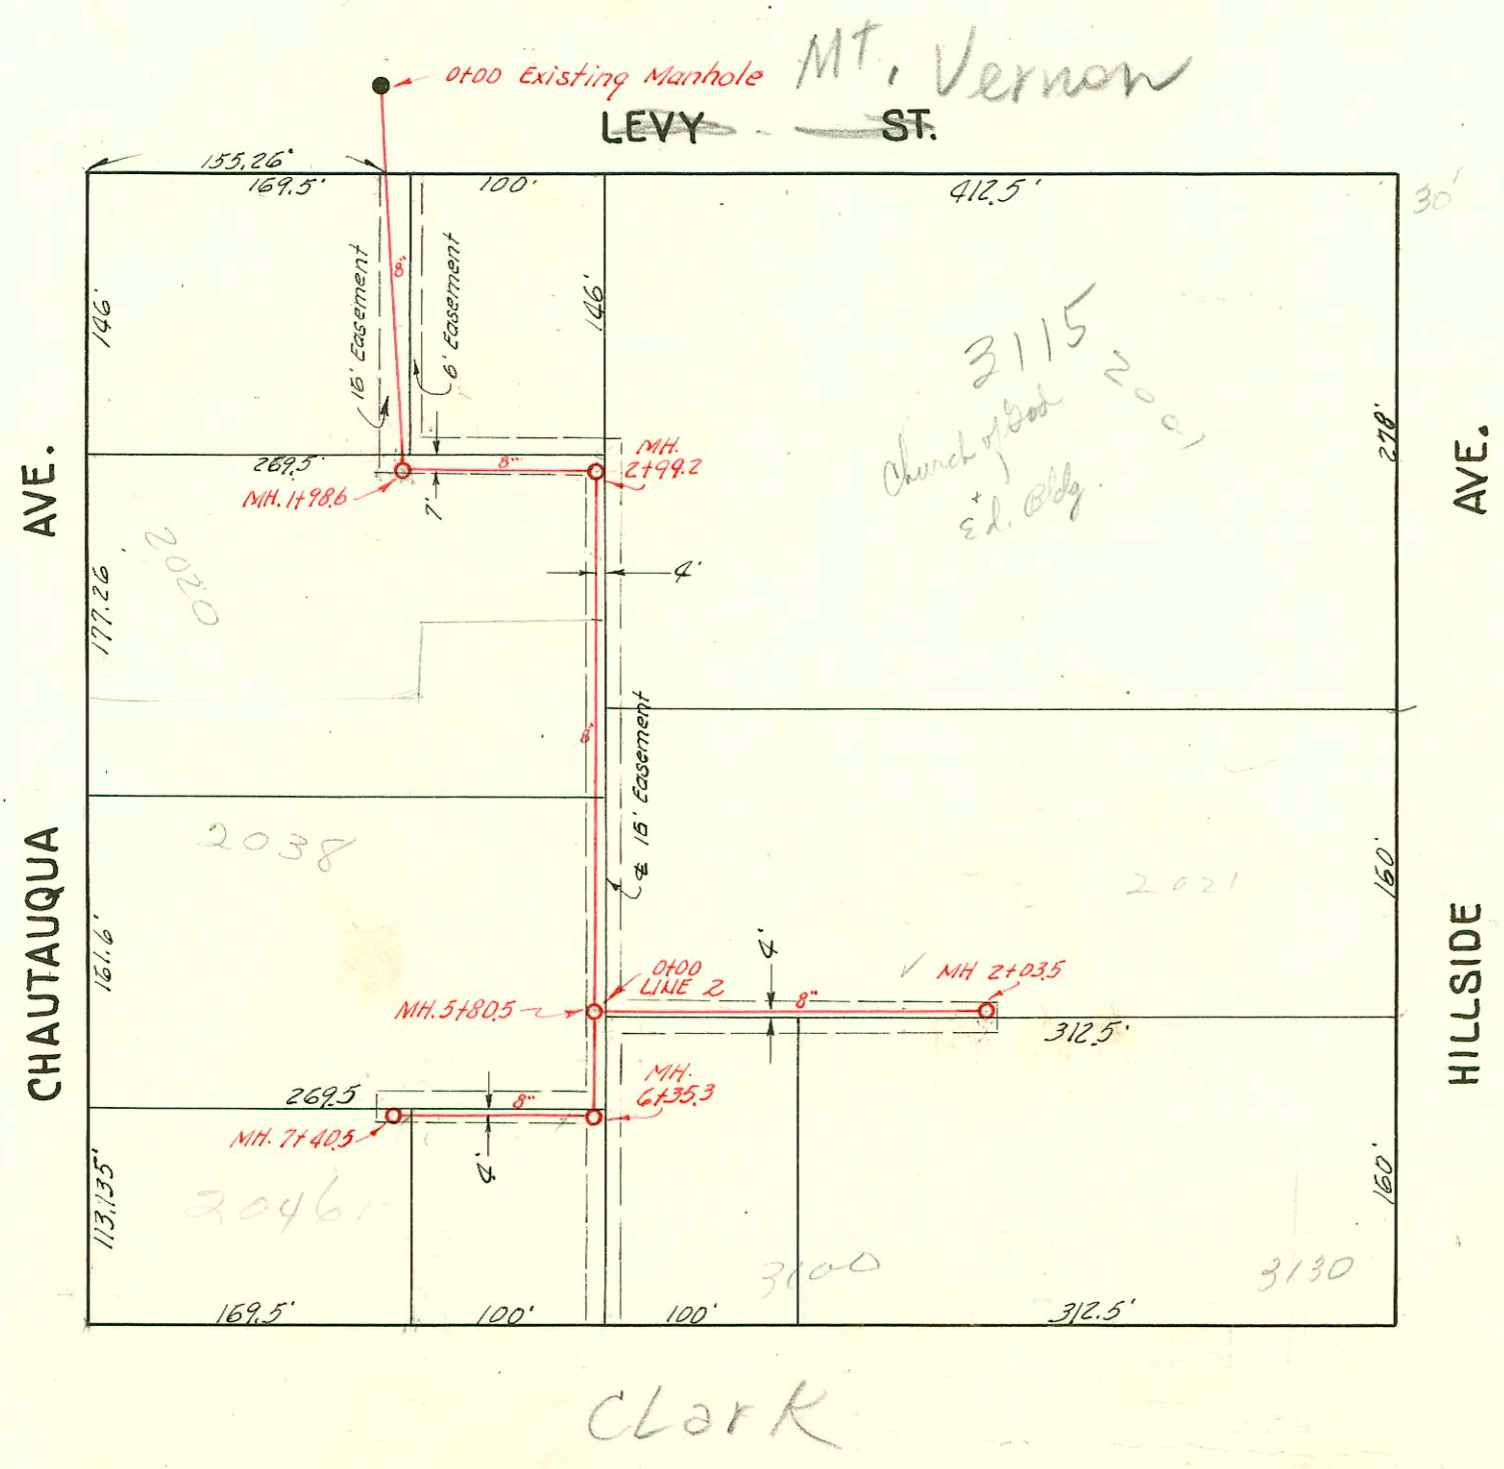 0+00 Existing Manhole
Mt. Vernon
LEVY ST.
155.26'
169.5'
100'
412.5'
30'
146'
16' Easement
8"
6' Easement
146'
3115
2001
Church of God
+
Ed. Bldg.
278'
AVE.
AVE.
269.5'
8"
MH.
2+99.2
MH. 1+98.6
7'
2020
177.26
4'
8"
℄ 16' Easement
2038
2021
160'
CHAUTAUQUA
HILLSIDE
161.6'
4'
0+00
LINE 2
MH 2+03.5
MH. 5+80.5
8"
312.5'
269.5
8"
MH.
6+35.3
MH. 7+40.5
4'
113.135'
2046
160'
3100
3130
169.5'
100'
100'
312.5'
Clark